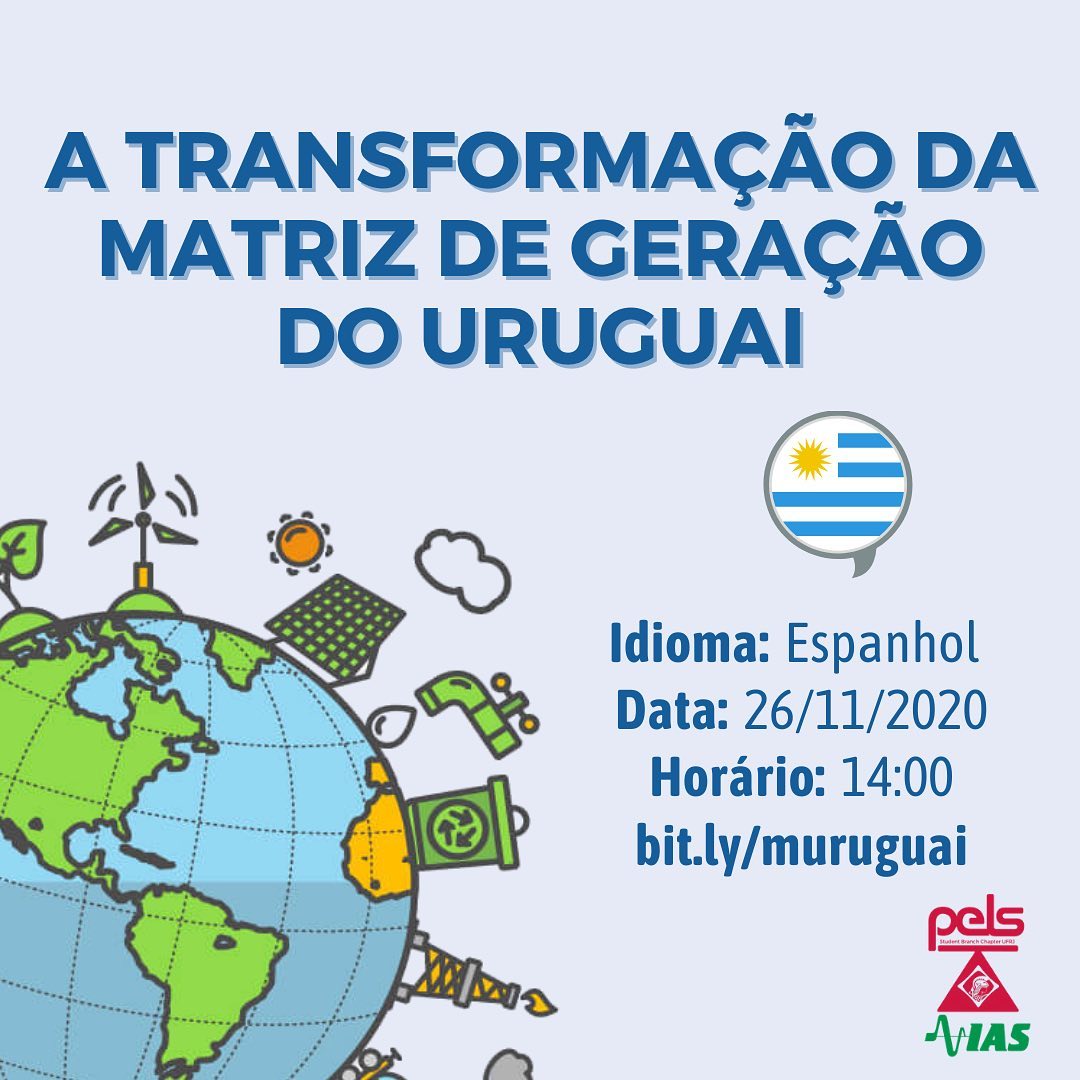 A TRANSFORMAÇÃO DA
MATRIZ DE GERAÇÃO
DO URUGUAI
Idioma: Espanhol
Data: 26/11/2020
Horário: 14:00
bit.ly/muruguai
pels
Student Branch Chapter UFRJ
IAS